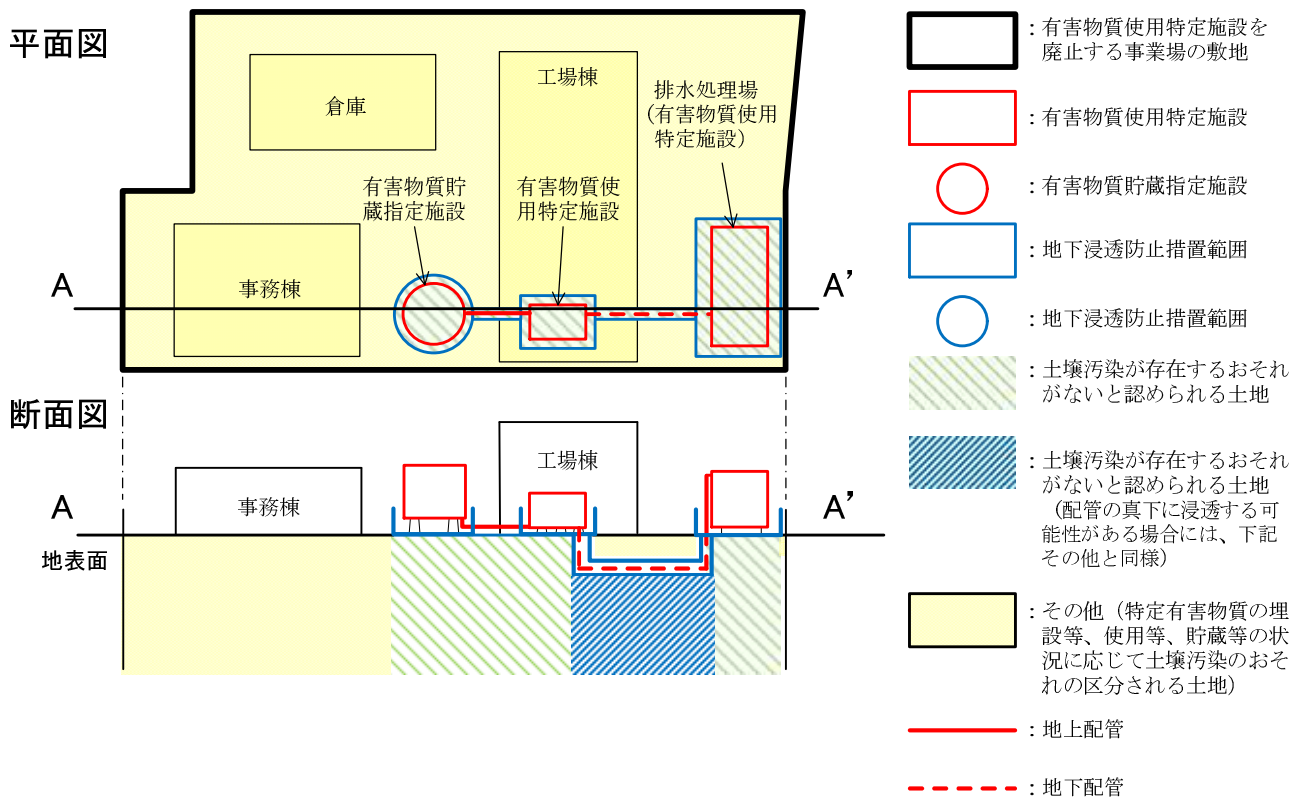 平面図
倉庫
工場棟
排水処理場
(有害物質使用
特定施設)
有害物質貯
蔵指定施設
有害物質使
用特定施設
事務棟
A
A’
断面図
工場棟
事務棟
A
A’
地表面
：有害物質使用特定施設を
廃止する事業場の敷地
：有害物質使用特定施設
：有害物質貯蔵指定施設
：地下浸透防止措置範囲
：地下浸透防止措置範囲
：土壌汚染が存在するおそれ
がないと認められる土地
：土壌汚染が存在するおそれ
がないと認められる土地
（配管の真下に浸透する可
能性がある場合には、下記
その他と同様）
：その他（特定有害物質の埋
設等、使用等、貯蔵等の状
況に応じて土壌汚染のおそ
れの区分される土地）
：地上配管
：地下配管